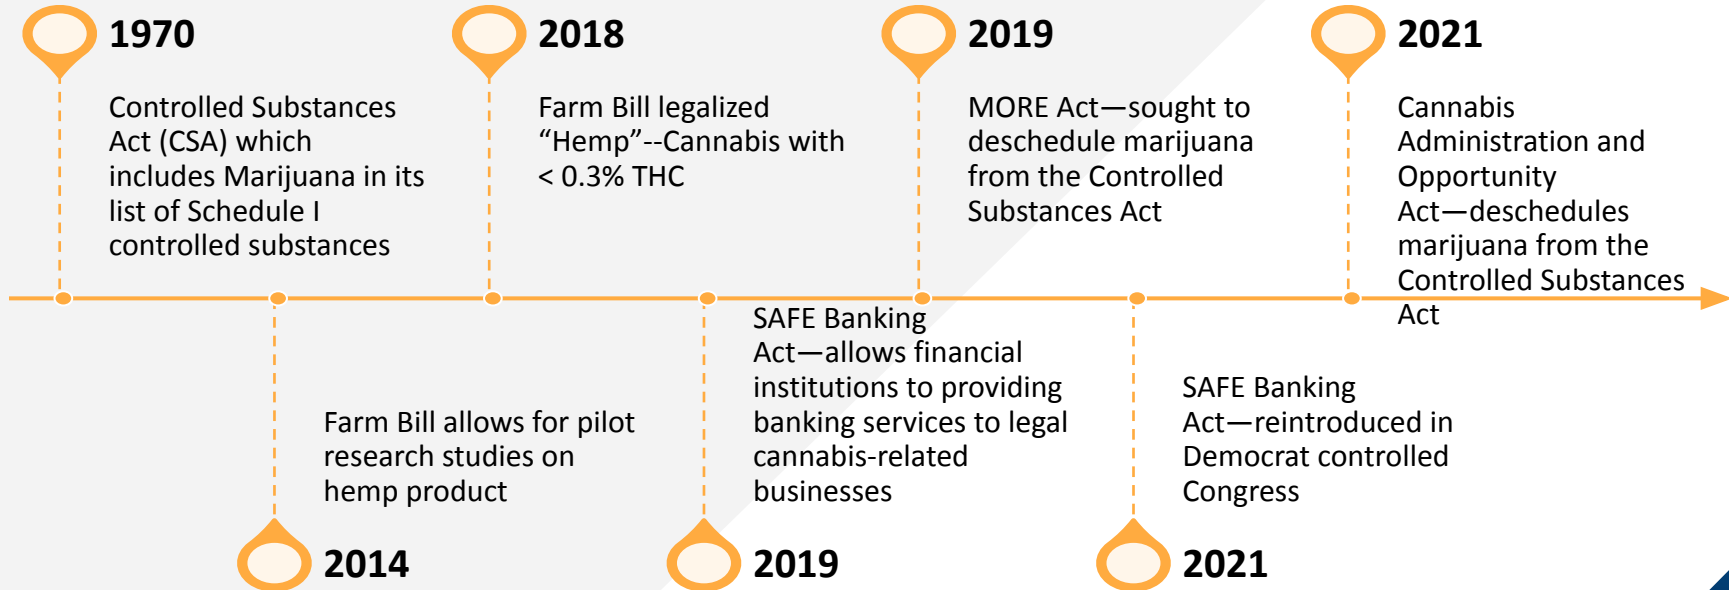 1970
Controlled Substances
Act (CSA) which
includes Marijuana in its
list of Schedule I
controlled substances
2014
Farm Bill allows for pilot
research studies on
hemp product
2018
Farm Bill legalized
“Hemp”--Cannabis with
< 0.3% THC
2019
SAFE Banking
Act—allows financial
institutions to providing
banking services to legal
cannabis-related
businesses
2019
MORE Act—sought to
deschedule marijuana
from the Controlled
Substances Act
2021
SAFE Banking
Act—reintroduced in
Democrat controlled
Congress
2021
Cannabis
Administration and
Opportunity
Act—deschedules
marijuana from the
Controlled Substances
Act